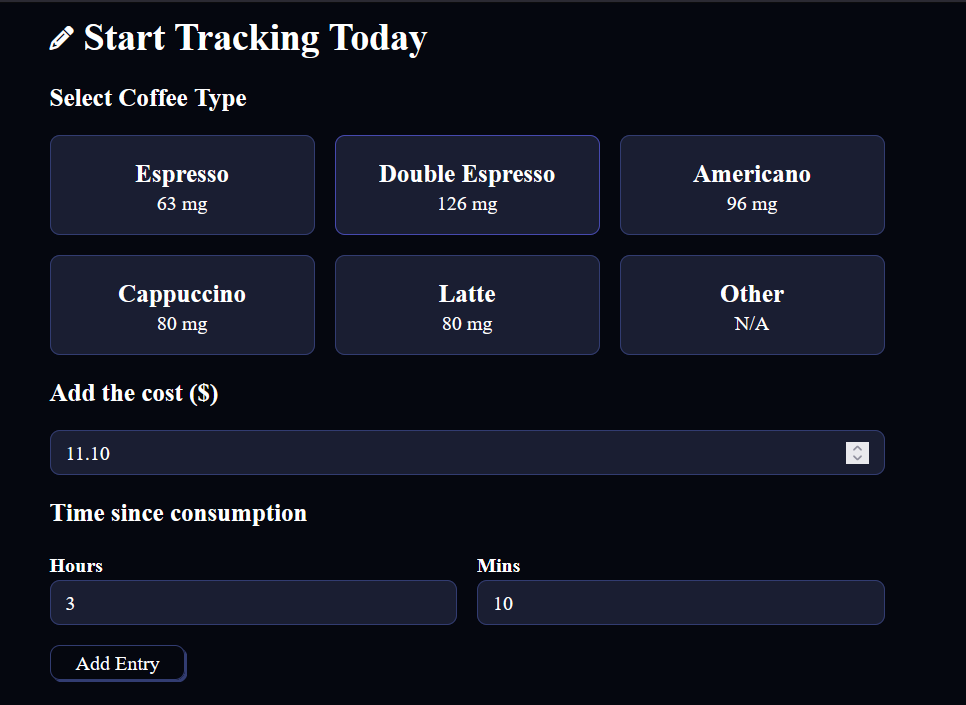 Start Tracking Today
Select Coffee Type
Espresso
63 mg
Double Espresso
126 mg
Americano
96 mg
Cappuccino
80 mg
Latte
80 mg
Other
N/A
Add the cost ($)
11.10
Time since consumption
Hours
3
Mins
10
Add Entry